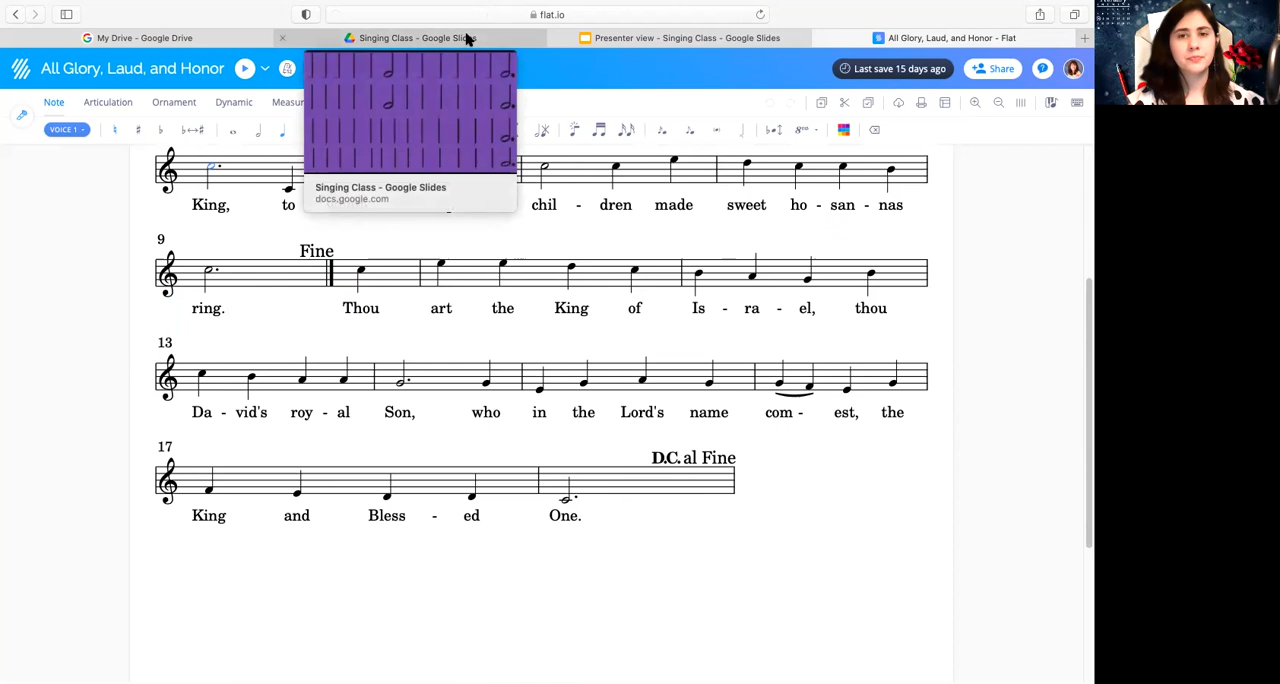 flat.io
My Drive - Google Drive
Singing Class - Google Slides
Presenter view - Singing Class - Google Slides
All Glory, Laud, and Honor - Flat
All Glory, Laud, and Honor
Last save 15 days ago
Share
Note
Articulation
Ornament
Dynamic
Measu
VOICE 1
8va
Singing Class - Google Slides
docs.google.com
King, to
chil - dren made sweet ho - san - nas
9
Fine
ring. Thou art the King of Is - ra - el, thou
13
Da - vid's roy - al Son, who in the Lord's name com - est, the
17
D.C. al Fine
King and Bless - ed One.